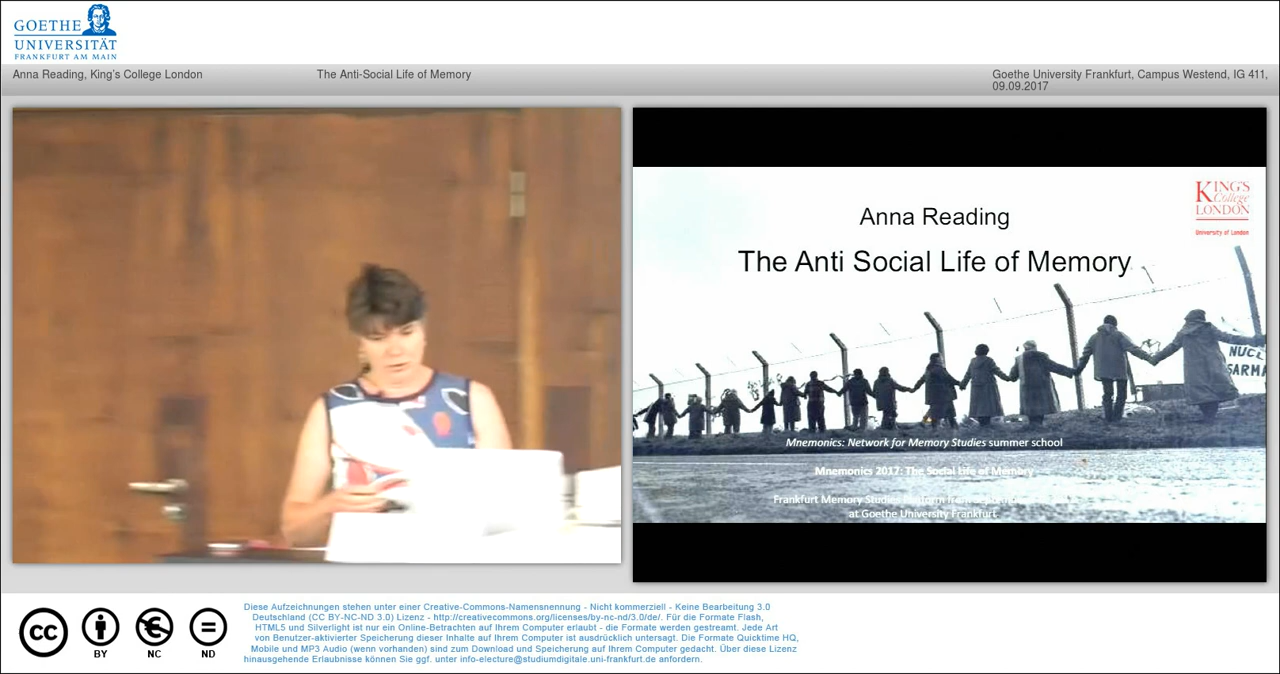 GOETHE
UNIVERSITÄT
FRANKFURT AM MAIN
Anna Reading, King's College London
The Anti-Social Life of Memory
Goethe University Frankfurt, Campus Westend, IG 411,
09.09.2017
KING'S
College
LONDON
University of London
Anna Reading
The Anti Social Life of Memory
NUCL
SARMA
Mnemonics: Network for Memory Studies summer school
Mnemonics 2017: The Social Life of Memory
Frankfurt Memory Studies
at Goethe University Frankfurt
cc
BY
NC
ND
Diese Aufzeichnungen stehen unter einer Creative-Commons-Namensnennung - Nicht kommerziell - Keine Bearbeitung 3.0
Deutschland (CC BY-NC-ND 3.0) Lizenz - http://creativecommons.org/licenses/by-nc-nd/3.0/de/. Für die Formate Flash,
HTML5 und Silverlight ist nur ein Online-Betrachten auf Ihrem Computer erlaubt - die Formate werden gestreamt. Jede Art
von Benutzer-aktivierter Speicherung dieser Inhalte auf Ihrem Computer ist ausdrücklich untersagt. Die Formate Quicktime HQ,
Mobile und MP3 Audio (wenn vorhanden) sind zum Download und Speicherung auf Ihrem Computer gedacht. Über diese Lizenz
hinausgehende Erlaubnisse können Sie ggf. unter info-electure@studiumdigitale.uni-frankfurt.de anfordern.